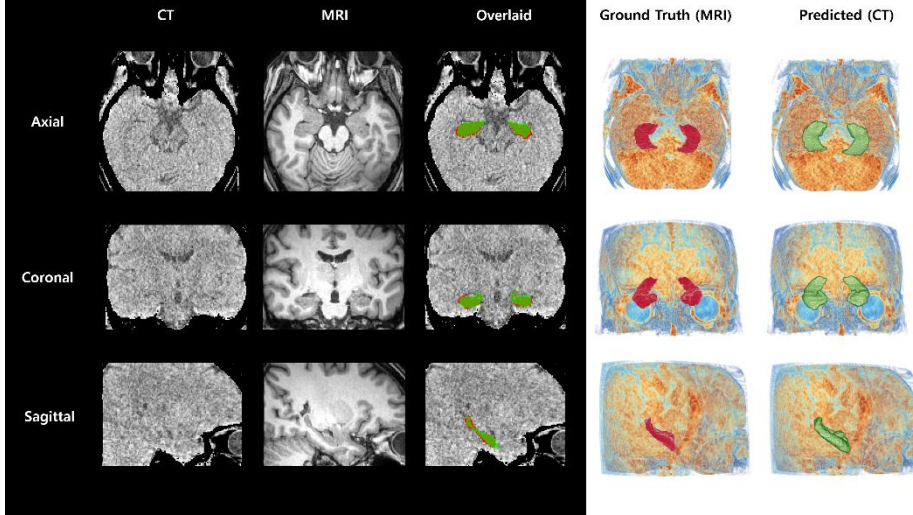 CT MRI Overlaid Ground Truth (MRI) Predicted (CT)
Axial
Coronal
Sagittal